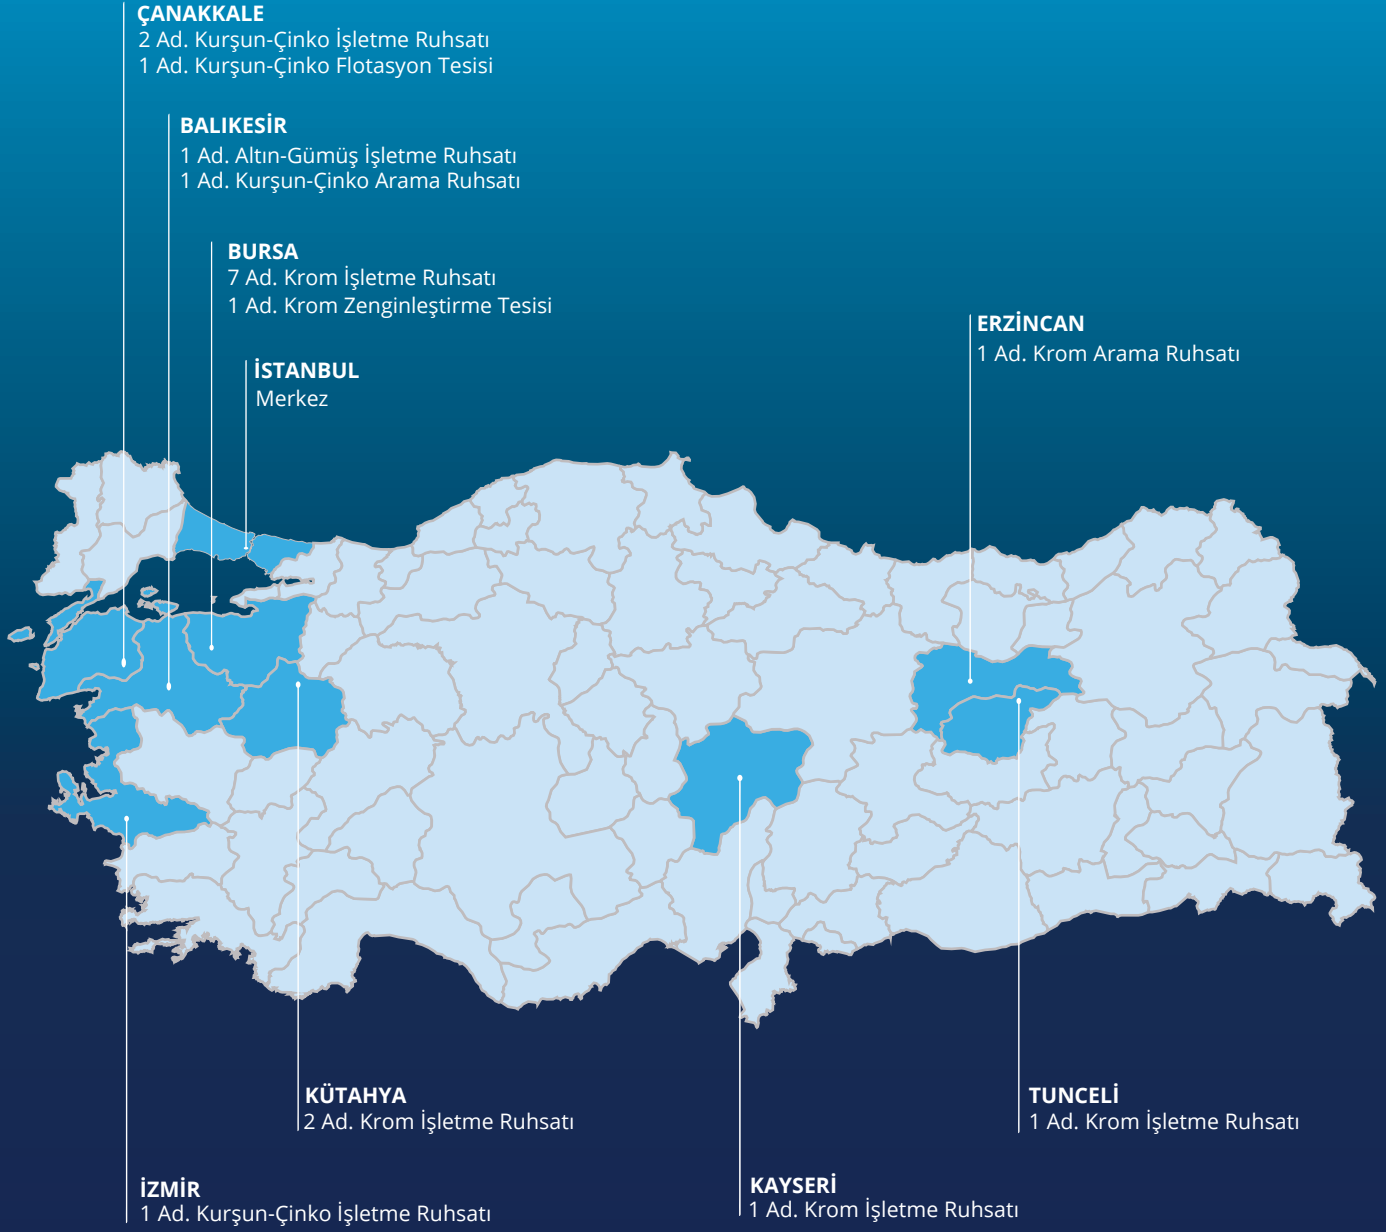 ÇANAKKALE
2 Ad. Kurşun-Çinko İşletme Ruhsatı
1 Ad. Kurşun-Çinko Flotasyon Tesisi
BALIKESİR
1 Ad. Altın-Gümüş İşletme Ruhsatı
1 Ad. Kurşun-Çinko Arama Ruhsatı
BURSA
7 Ad. Krom İşletme Ruhsatı
1 Ad. Krom Zenginleştirme Tesisi
İSTANBUL
Merkez
ERZİNCAN
1 Ad. Krom Arama Ruhsatı
KÜTAHYA
2 Ad. Krom İşletme Ruhsatı
TUNCELİ
1 Ad. Krom İşletme Ruhsatı
İZMİR
1 Ad. Kurşun-Çinko İşletme Ruhsatı
KAYSERİ
1 Ad. Krom İşletme Ruhsatı